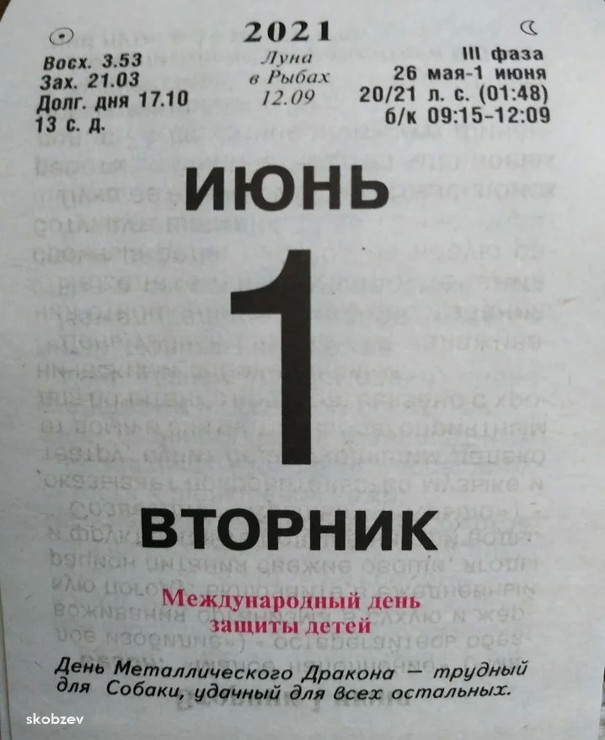 2021
Восх. 3.53
Зах. 21.03
Долг. дня 17.10
13 с. д.
Луна
в Рыбах
12.09
III фаза
26 мая-1 июня
20/21 л. с. (01:48)
б/к 09:15-12:09
ИЮНЬ
1
ВТОРНИК
Международный день
защиты детей
День Металлического Дракона — трудный
для Собаки, удачный для всех остальных.
skobzev